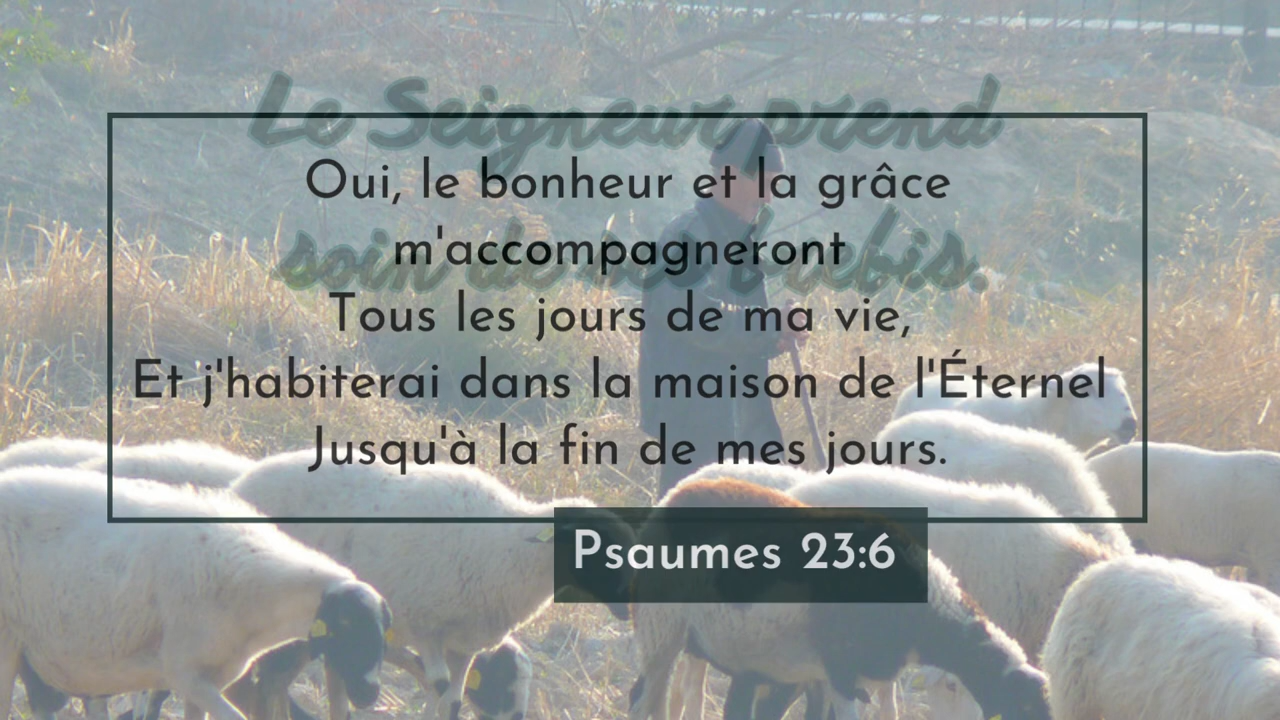 Le Seigneur prend
soin de ses brebis.
Oui, le bonheur et la grâce
m'accompagneront
Tous les jours de ma vie,
Et j'habiterai dans la maison de l'Éternel
Jusqu'à la fin de mes jours.
Psaumes 23:6